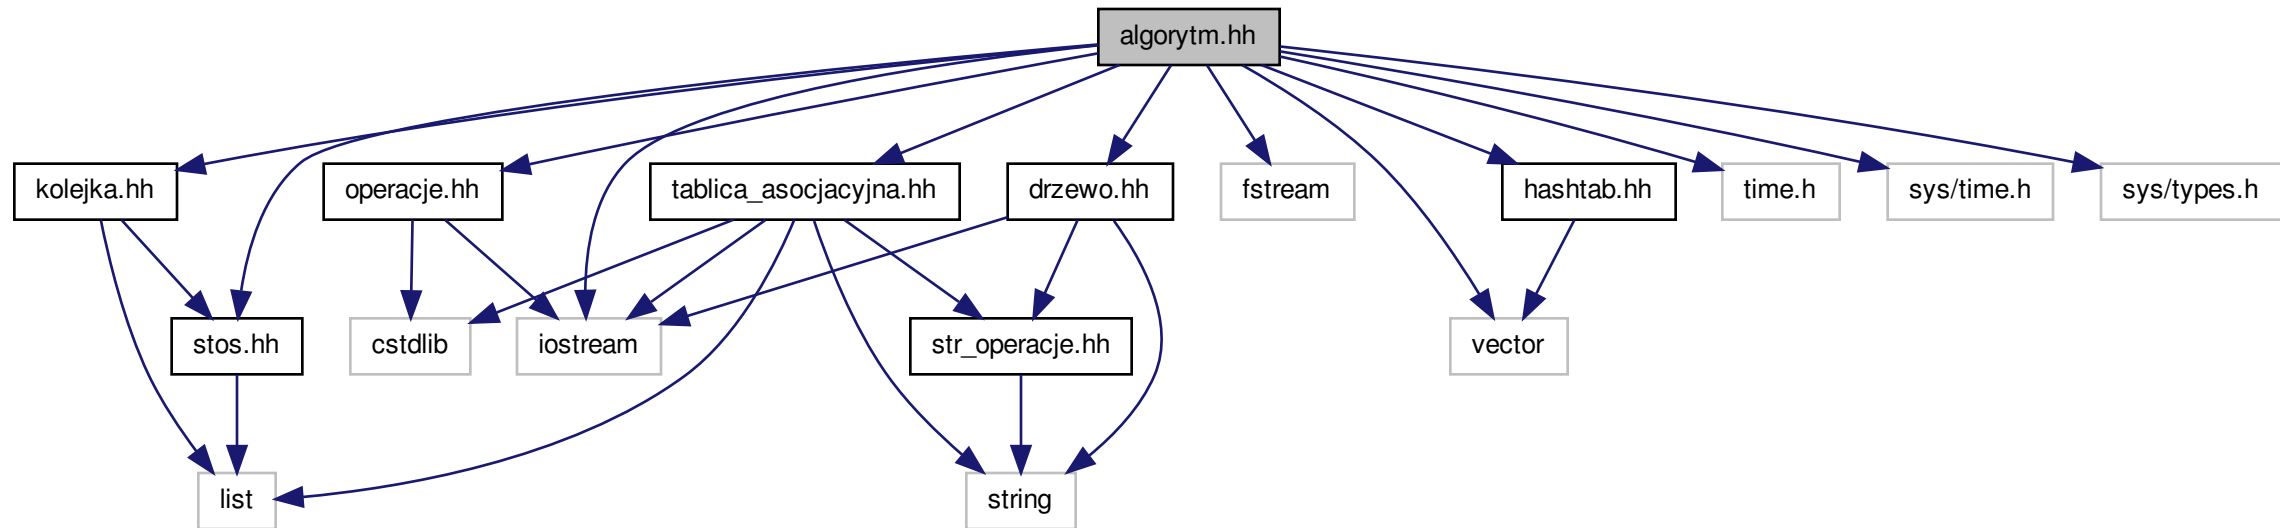 algorytm.hh
kolejka.hh
operacje.hh
tablica_asocjacyjna.hh
drzewo.hh
fstream
hashtab.hh
time.h
sys/time.h
sys/types.h
stos.hh
cstdlib
iostream
str_operacje.hh
vector
list
string